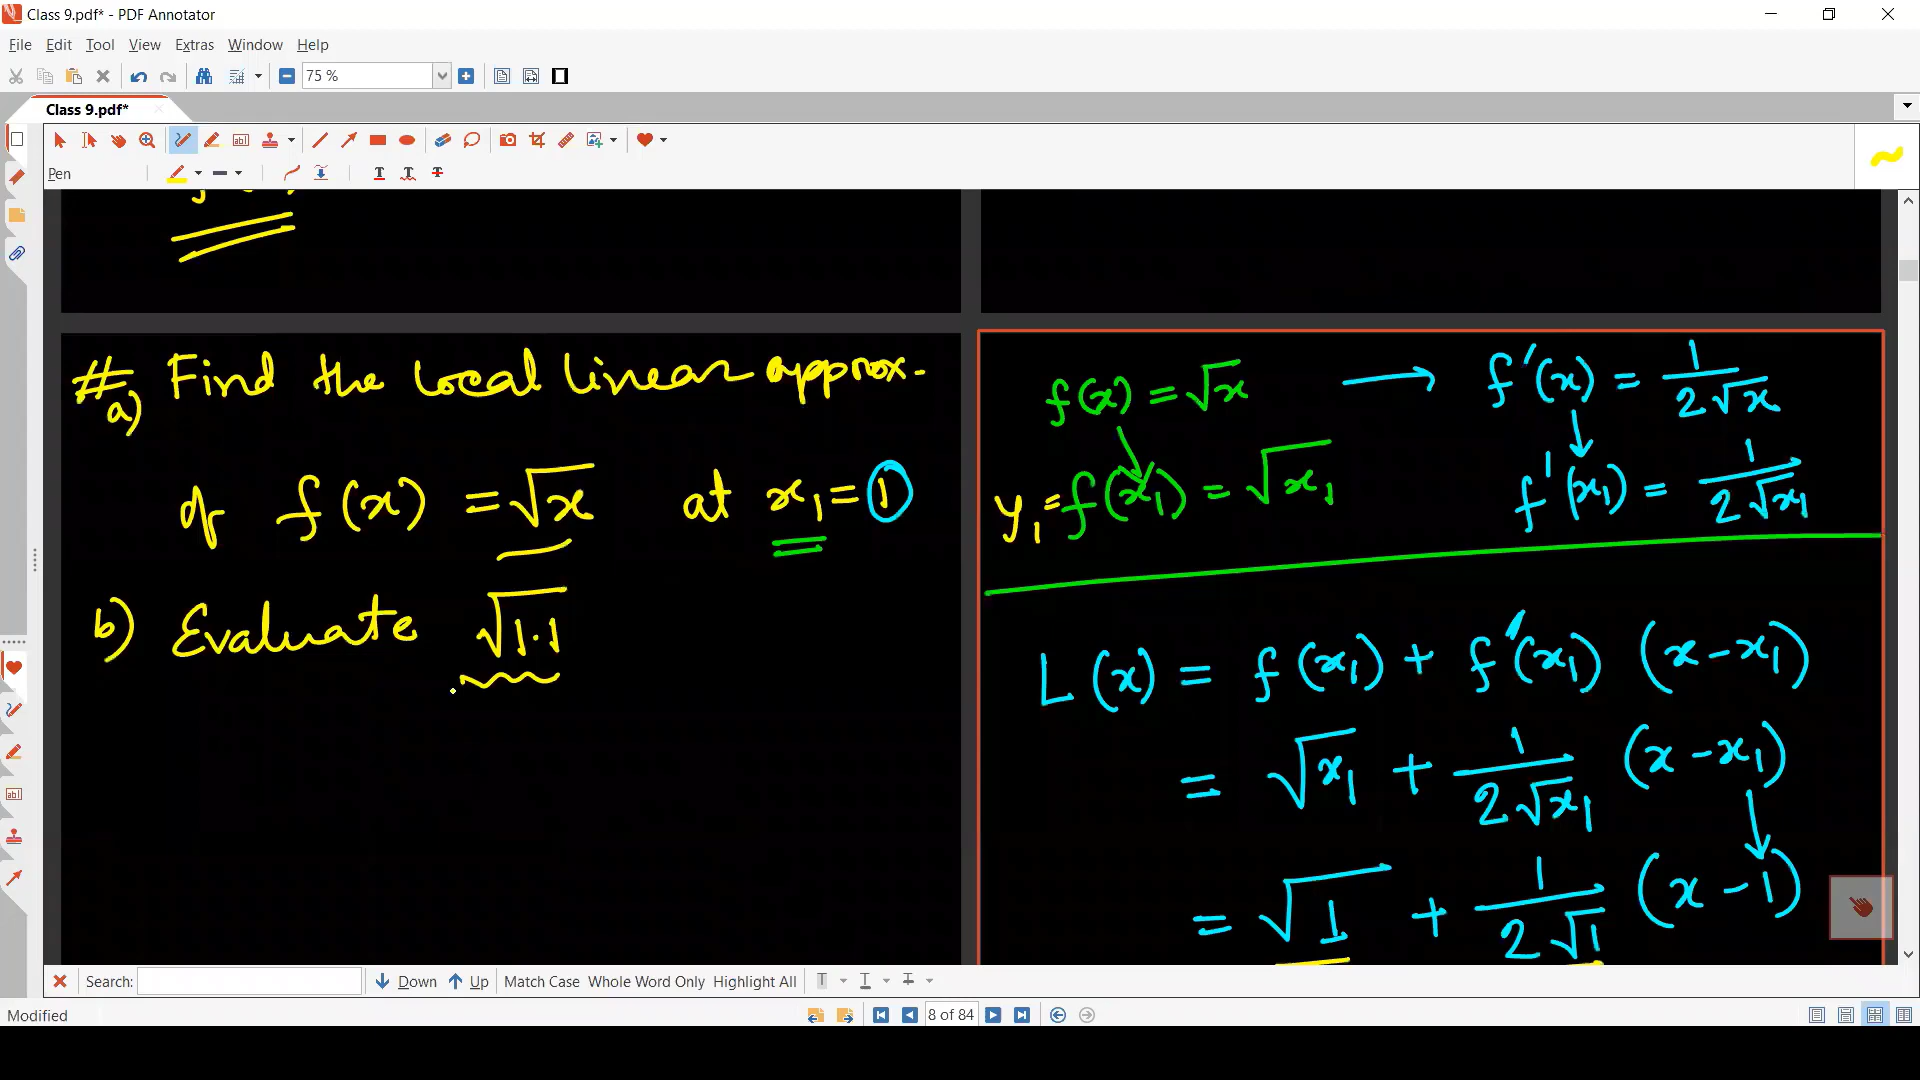 Class 9.pdf* - PDF Annotator
File Edit Tool View Extras Window Help
75 %
Class 9.pdf*
Pen
# a) Find the local linear approx.
of f(x) = √x at x₁ = 1
b) Evaluate √1.1
f(x) = √x → f'(x) = 1/(2√x)
y₁ = f(x₁) = √x₁ f'(x₁) = 1/(2√x₁)
L(x) = f(x₁) + f'(x₁) (x - x₁)
= √x₁ + 1/(2√x₁) (x - x₁)
= √1 + 1/(2√1) (x - 1)
Search: Down Up Match Case Whole Word Only Highlight All
Modified 8 of 84